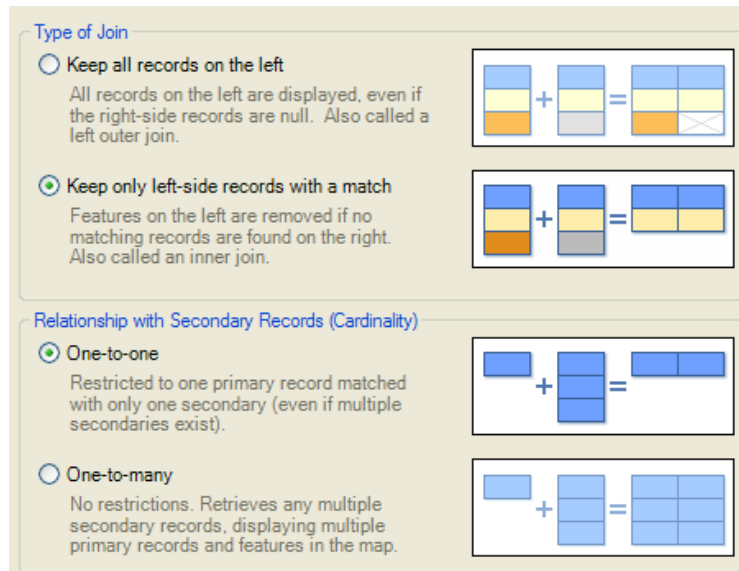 Type of Join
Keep all records on the left
All records on the left are displayed, even if
the right-side records are null.  Also called a
left outer join.
Keep only left-side records with a match
Features on the left are removed if no
matching records are found on the right.
Also called an inner join.
Relationship with Secondary Records (Cardinality)
One-to-one
Restricted to one primary record matched
with only one secondary (even if multiple
secondaries exist).
One-to-many
No restrictions. Retrieves any multiple
secondary records, displaying multiple
primary records and features in the map.